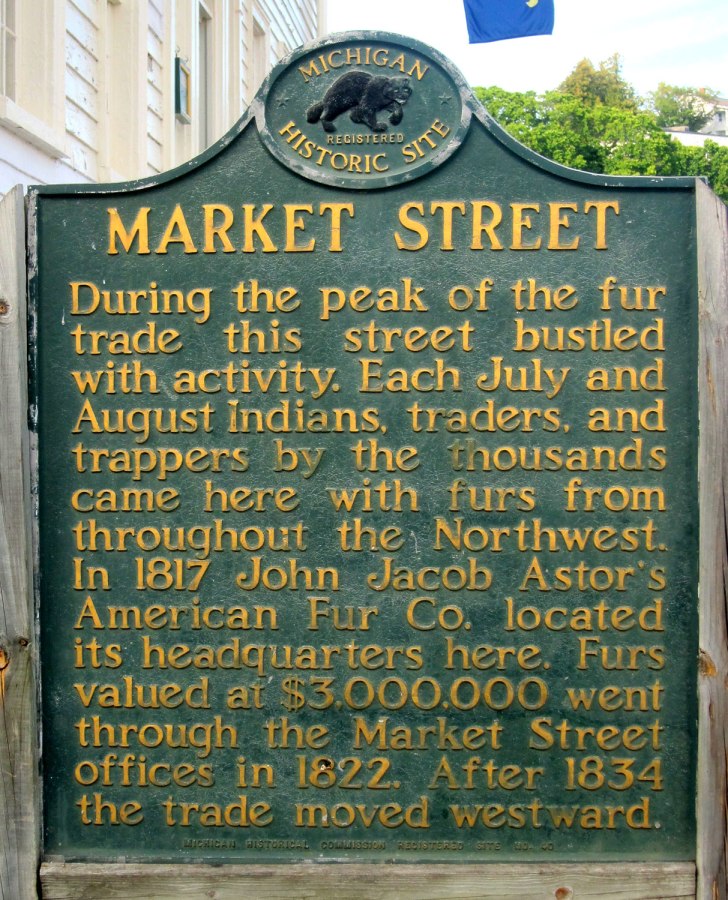 MICHIGAN
REGISTERED
HISTORIC SITE
MARKET STREET
During the peak of the fur
trade this street bustled
with activity. Each July and
August Indians, traders, and
trappers by the thousands
came here with furs from
throughout the Northwest.
In 1817 John Jacob Astor's
American Fur Co. located
its headquarters here. Furs
valued at $3,000,000 went
through the Market Street
offices in 1822. After 1834
the trade moved westward.
MICHIGAN HISTORICAL COMMISSION REGISTERED SITE NO. 40